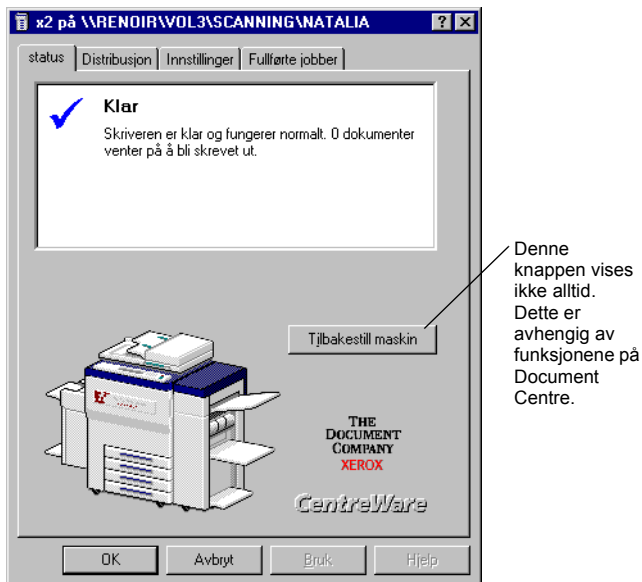 x2 på \\RENOIR\VOL3\SCANNING\NATALIA
status Distribusjon Innstillinger Fullførte jobber
Klar
Skriveren er klar og fungerer normalt. 0 dokumenter
venter på å bli skrevet ut.
Denne
knappen vises
ikke alltid.
Dette er
avhengig av
funksjonene på
Document
Centre.
Tilbakestill maskin
THE
DOCUMENT
COMPANY
XEROX
CentreWare
OK Avbryt Bruk Hjelp